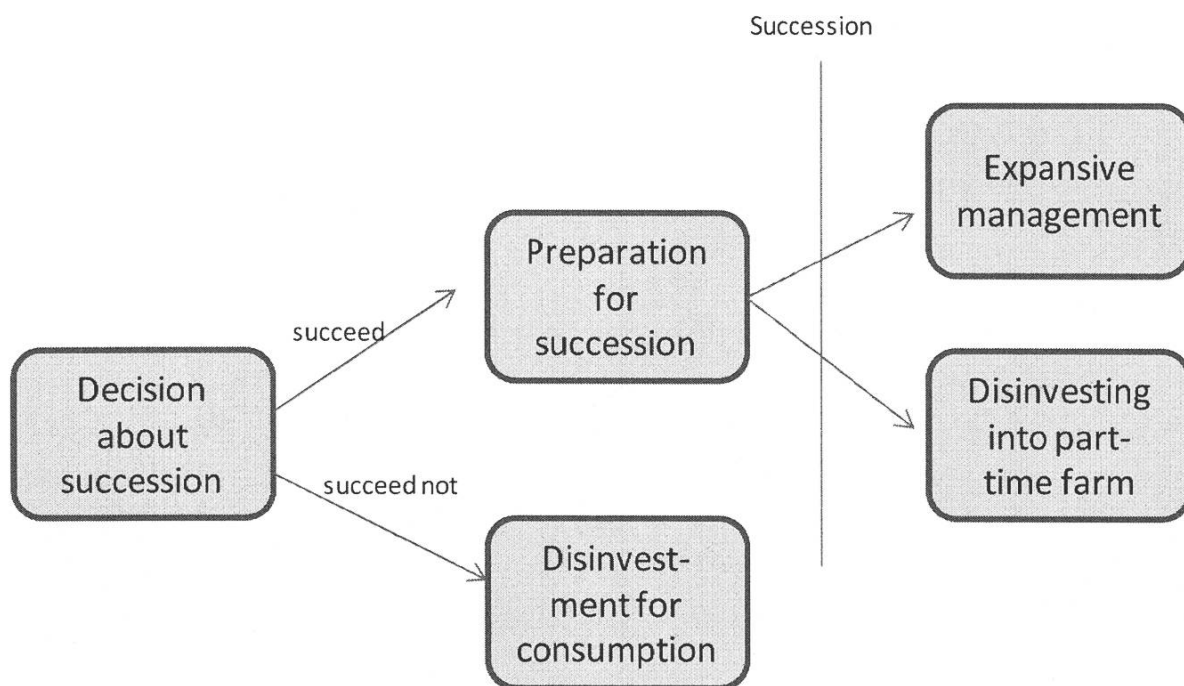 Succession
Expansive
management
Preparation
for
succession
succeed
Decision
about
succession
Disinvesting
into part-
time farm
succeed not
Disinvest-
ment for
consumption